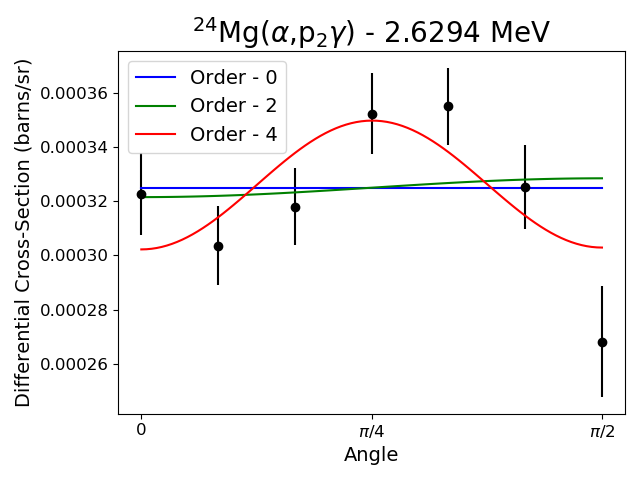 ²⁴Mg(α,p₂γ) - 2.6294 MeV
Order - 0
Order - 2
Order - 4
Differential Cross-Section (barns/sr)
0.00036
0.00034
0.00032
0.00030
0.00028
0.00026
0
π/4
π/2
Angle